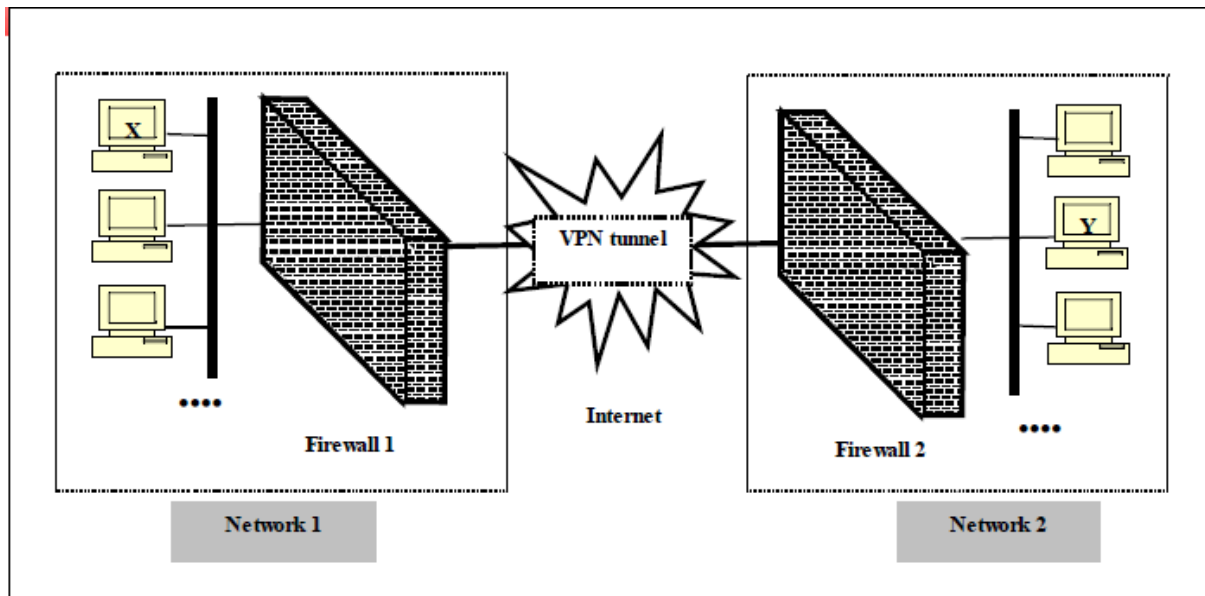 X
VPN tunnel
Y
Internet
Firewall 1
Firewall 2
Network 1
Network 2